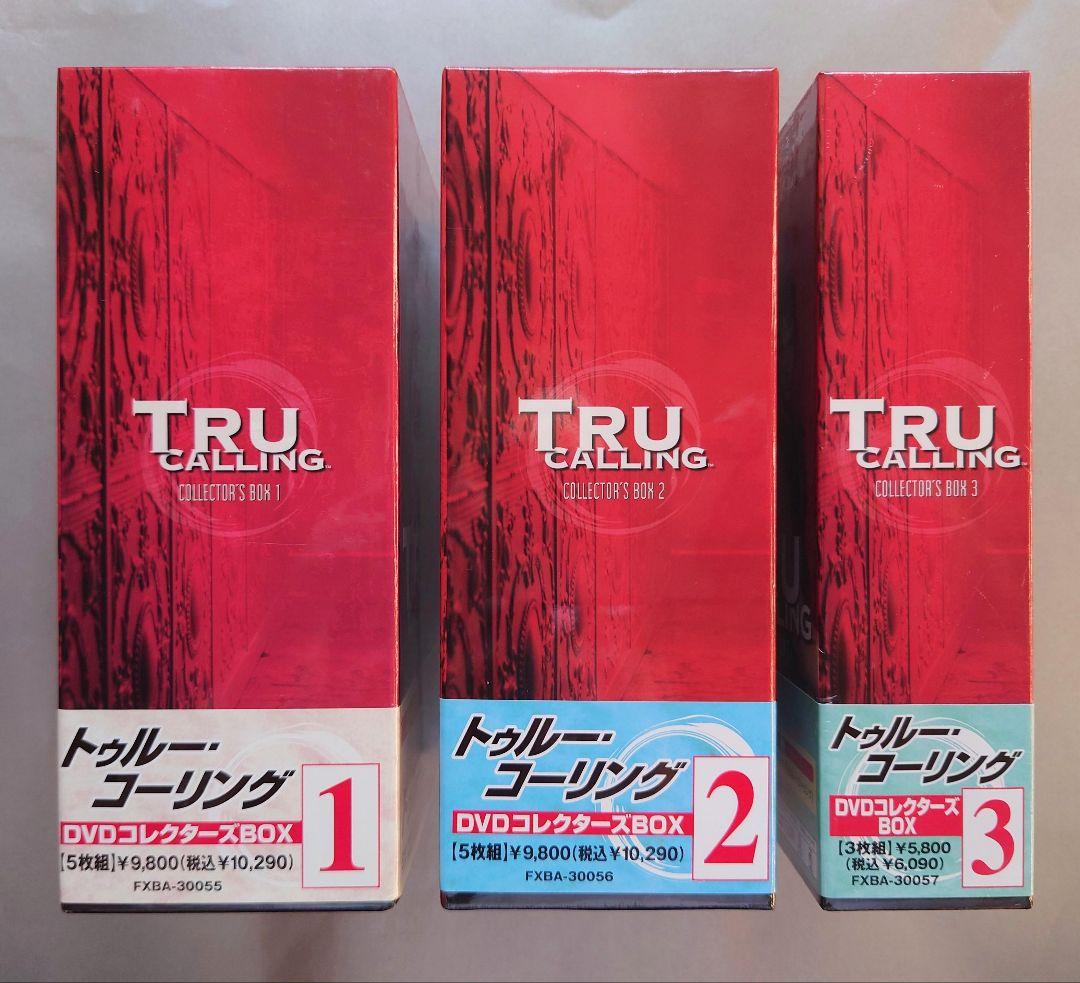 TRU
CALLING™
COLLECTOR'S BOX 1
トゥルー・
コーリング
DVDコレクターズBOX
1
【5枚組】¥9,800(税込¥10,290)
FXBA-30055
TRU
CALLING™
COLLECTOR'S BOX 2
トゥルー・
コーリング
DVDコレクターズBOX
2
【5枚組】¥9,800(税込¥10,290)
FXBA-30056
TRU
CALLING™
COLLECTOR'S BOX 3
トゥルー・
コーリング
DVDコレクターズ
BOX
3
【3枚組】¥5,800
(税込¥6,090)
FXBA-30057
U
LING